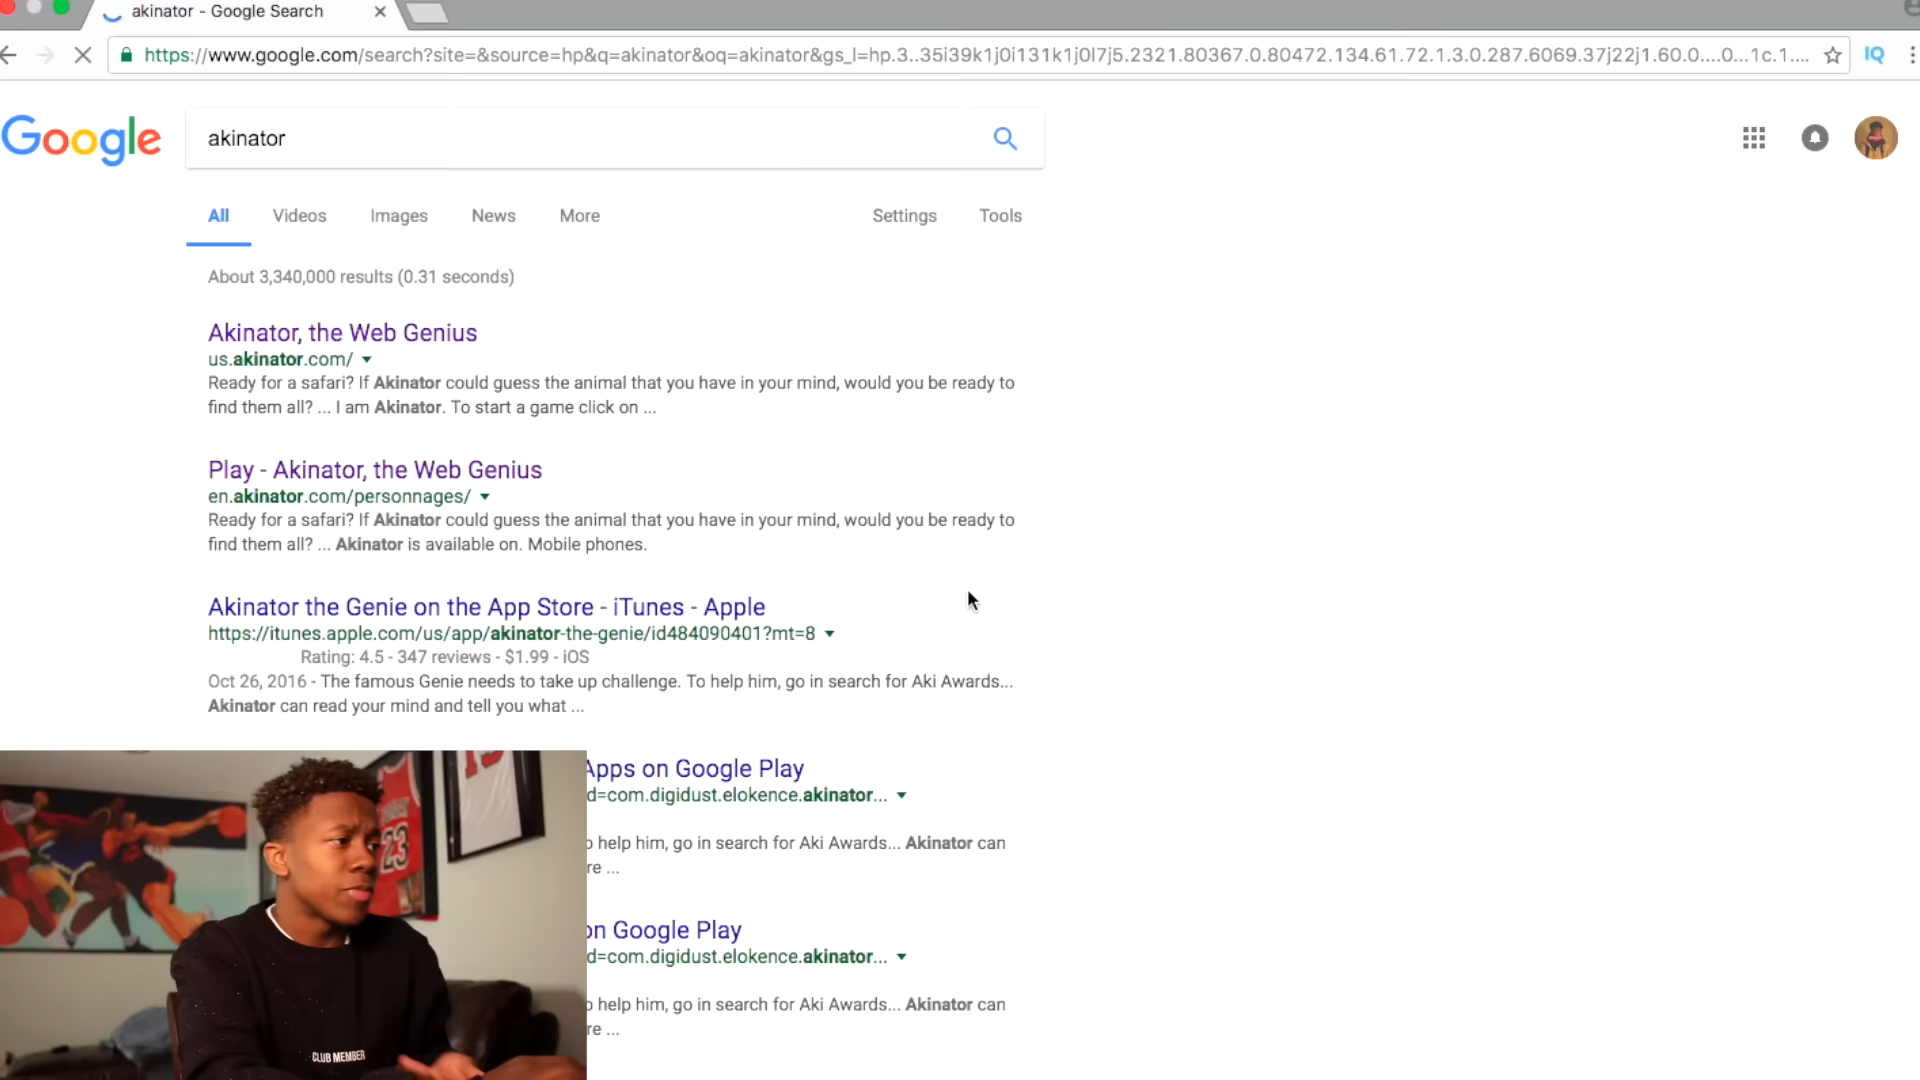 akinator - Google Search
https://www.google.com/search?site=&source=hp&q=akinator&oq=akinator&gs_l=hp.3..35i39k1j0i131k1j0l7j5.2321.80367.0.80472.134.61.72.1.3.0.287.6069.37j22j1.60.0....0...1c.1....
IQ
Google
akinator
All Videos Images News More Settings Tools
About 3,340,000 results (0.31 seconds)
Akinator, the Web Genius
us.akinator.com/
Ready for a safari? If Akinator could guess the animal that you have in your mind, would you be ready to
find them all? ... I am Akinator. To start a game click on ...
Play - Akinator, the Web Genius
en.akinator.com/personnages/
Ready for a safari? If Akinator could guess the animal that you have in your mind, would you be ready to
find them all? ... Akinator is available on. Mobile phones.
Akinator the Genie on the App Store - iTunes - Apple
https://itunes.apple.com/us/app/akinator-the-genie/id484090401?mt=8
Rating: 4.5 - 347 reviews - $1.99 - iOS
Oct 26, 2016 - The famous Genie needs to take up challenge. To help him, go in search for Aki Awards...
Akinator can read your mind and tell you what ...
Apps on Google Play
d=com.digidust.elokence.akinator...
help him, go in search for Aki Awards... Akinator can
re ...
on Google Play
d=com.digidust.elokence.akinator...
help him, go in search for Aki Awards... Akinator can
re ...
23
CLUB MEMBER